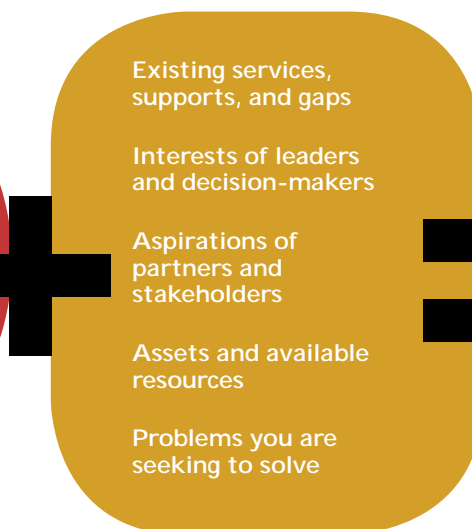 Existing services,
supports, and gaps
Interests of leaders
and decision-makers
Aspirations of
partners and
stakeholders
Assets and available
resources
Problems you are
seeking to solve